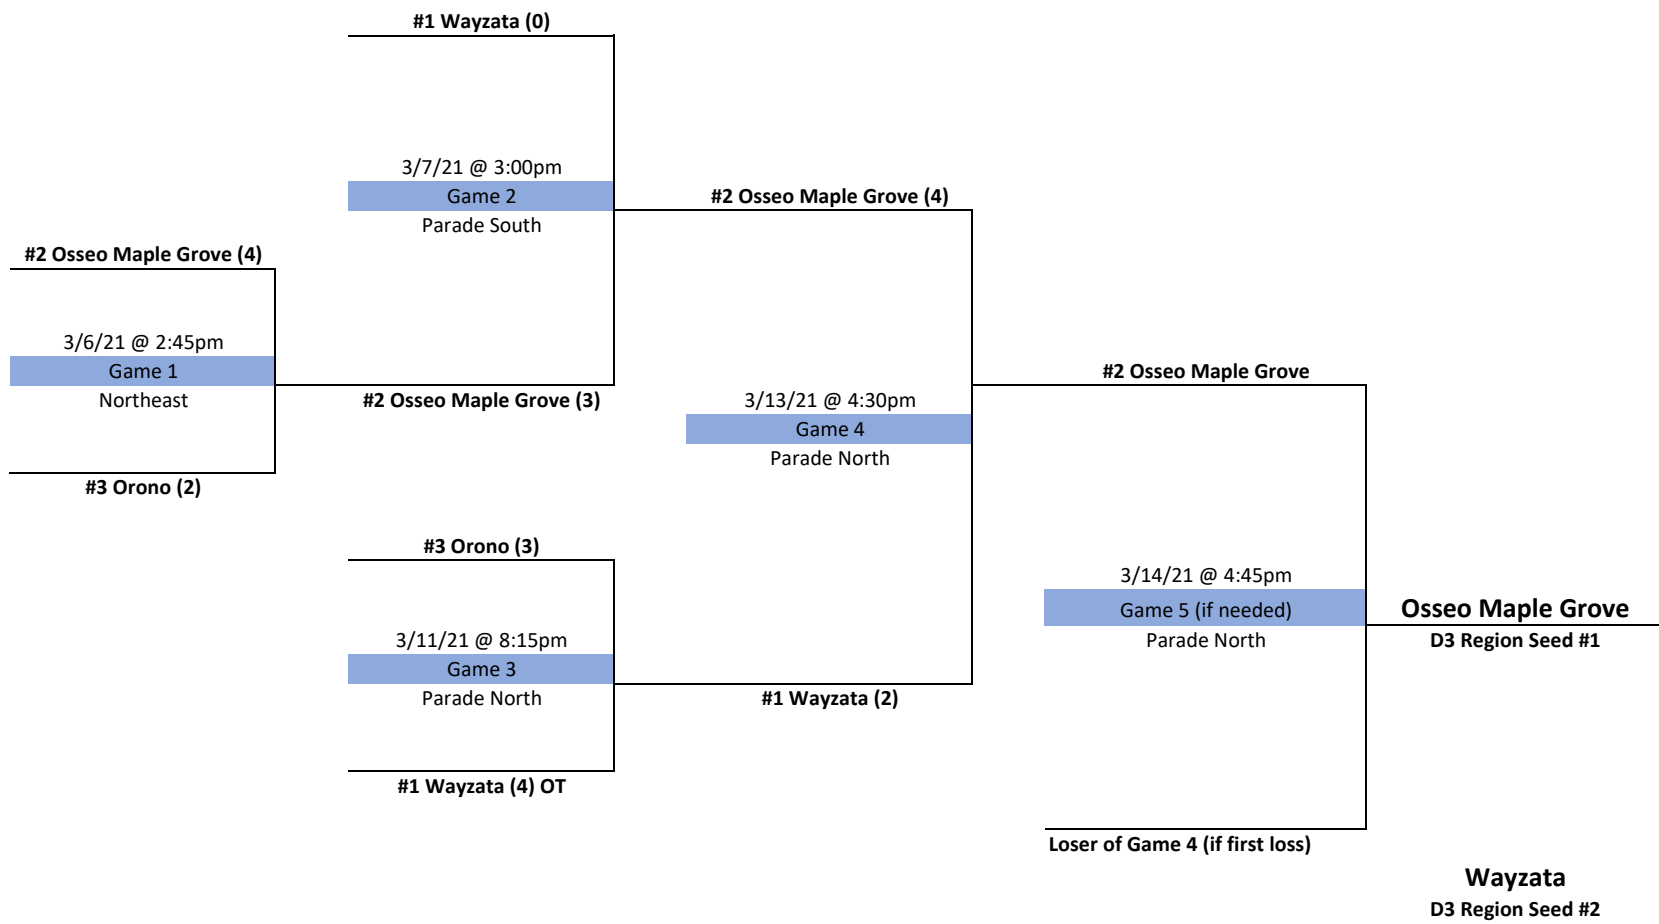 #1 Wayzata (0)
3/7/21 @ 3:00pm
Game 2
Parade South
#2 Osseo Maple Grove (4)
#2 Osseo Maple Grove (4)
3/6/21 @ 2:45pm
Game 1
Northeast
#2 Osseo Maple Grove (3)
#3 Orono (2)
3/13/21 @ 4:30pm
Game 4
Parade North
#2 Osseo Maple Grove
#3 Orono (3)
3/11/21 @ 8:15pm
Game 3
Parade North
#1 Wayzata (2)
#1 Wayzata (4) OT
3/14/21 @ 4:45pm
Game 5 (if needed)
Parade North
Osseo Maple Grove
D3 Region Seed #1
Loser of Game 4 (if first loss)
Wayzata
D3 Region Seed #2